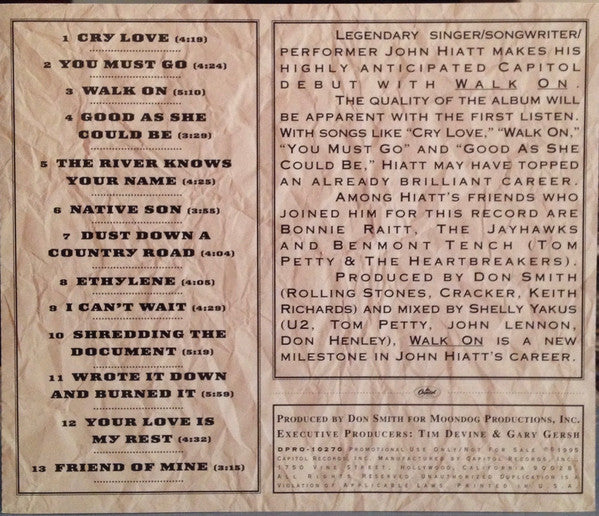 1 CRY LOVE (4:19)
2 YOU MUST GO (4:24)
3 WALK ON (5:10)
4 GOOD AS SHE
COULD BE (3:29)
5 THE RIVER KNOWS
YOUR NAME (4:25)
6 NATIVE SON (3:55)
7 DUST DOWN A
COUNTRY ROAD (4:04)
8 ETHYLENE (4:05)
9 I CAN'T WAIT (4:29)
10 SHREDDING THE
DOCUMENT (5:19)
11 WROTE IT DOWN
AND BURNED IT (5:59)
12 YOUR LOVE IS
MY REST (4:32)
13 FRIEND OF MINE (3:15)
LEGENDARY SINGER/SONGWRITER/
PERFORMER JOHN HIATT MAKES HIS
HIGHLY ANTICIPATED CAPITOL
DEBUT WITH WALK ON.
THE QUALITY OF THE ALBUM WILL
BE APPARENT WITH THE FIRST LISTEN.
WITH SONGS LIKE "CRY LOVE," "WALK ON,"
"YOU MUST GO" AND "GOOD AS SHE
COULD BE," HIATT MAY HAVE TOPPED
AN ALREADY BRILLIANT CAREER.
AMONG HIATT'S FRIENDS WHO
JOINED HIM FOR THIS RECORD ARE
BONNIE RAITT, THE JAYHAWKS
AND BENMONT TENCH (TOM
PETTY & THE HEARTBREAKERS).
PRODUCED BY DON SMITH
(ROLLING STONES, CRACKER, KEITH
RICHARDS) AND MIXED BY SHELLY YAKUS
(U2, TOM PETTY, JOHN LENNON,
DON HENLEY), WALK ON IS A NEW
MILESTONE IN JOHN HIATT'S CAREER.
Capitol
PRODUCED BY DON SMITH FOR MOONDOG PRODUCTIONS, INC.
EXECUTIVE PRODUCERS: TIM DEVINE & GARY GERSH
DPRO-10270 PROMOTIONAL USE ONLY/NOT FOR SALE ©1995
CAPITOL RECORDS, INC. MANUFACTURED BY CAPITOL RECORDS, INC.,
1750 VINE STREET, HOLLYWOOD, CALIFORNIA 90028.
ALL RIGHTS RESERVED. UNAUTHORIZED DUPLICATION IS A
VIOLATION OF APPLICABLE LAWS. PRINTED IN U.S.A.